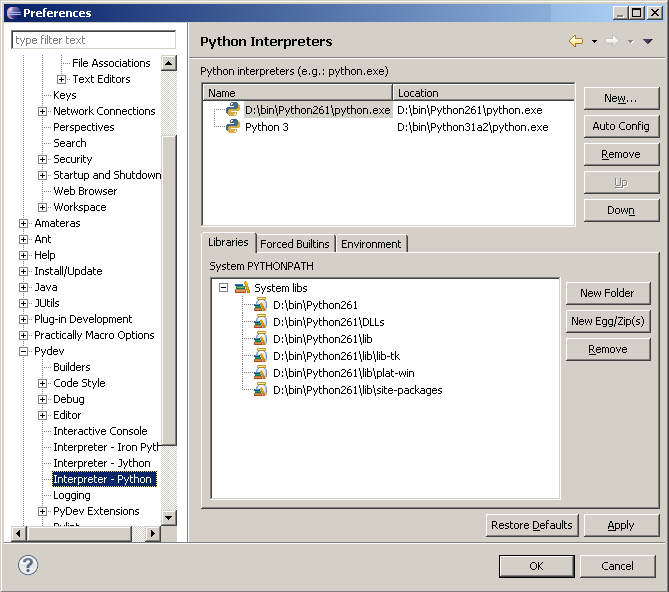 Preferences
type filter text
File Associations
Text Editors
Keys
Network Connections
Perspectives
Search
Security
Startup and Shutdown
Web Browser
Workspace
Amateras
Ant
Help
Install/Update
Java
JUtils
Plug-in Development
Practically Macro Options
Pydev
Builders
Code Style
Debug
Editor
Interactive Console
Interpreter - Iron Pyth
Interpreter - Jython
Interpreter - Python
Logging
PyDev Extensions
Python Interpreters
Python interpreters (e.g.: python.exe)
Name Location
D:\bin\Python261\python.exe D:\bin\Python261\python.exe
Python 3 D:\bin\Python31a2\python.exe
New...
Auto Config
Remove
Up
Down
Libraries Forced Builtins Environment
System PYTHONPATH
System libs
D:\bin\Python261
D:\bin\Python261\DLLs
D:\bin\Python261\lib
D:\bin\Python261\lib\lib-tk
D:\bin\Python261\lib\plat-win
D:\bin\Python261\lib\site-packages
New Folder
New Egg/Zip(s)
Remove
Restore Defaults Apply
OK Cancel